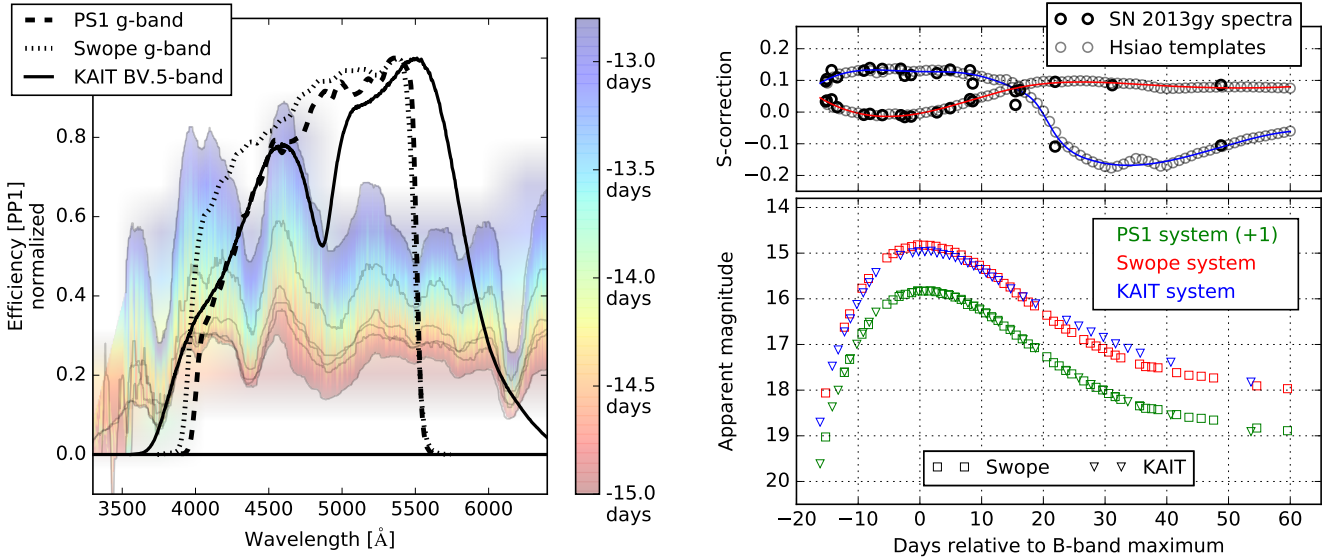 PS1 g-band
Swope g-band
KAIT BV.5-band
Efficiency [PP1]
normalized
0.0
0.2
0.4
0.6
0.8
3500
4000
4500
5000
5500
6000
Wavelength [Å]
-13.0
days
-13.5
days
-14.0
days
-14.5
days
-15.0
days
SN 2013gy spectra
Hsiao templates
S-correction
0.2
0.1
0.0
−0.1
−0.2
PS1 system (+1)
Swope system
KAIT system
Apparent magnitude
14
15
16
17
18
19
20
Swope
KAIT
−20
−10
0
10
20
30
40
50
60
Days relative to B-band maximum